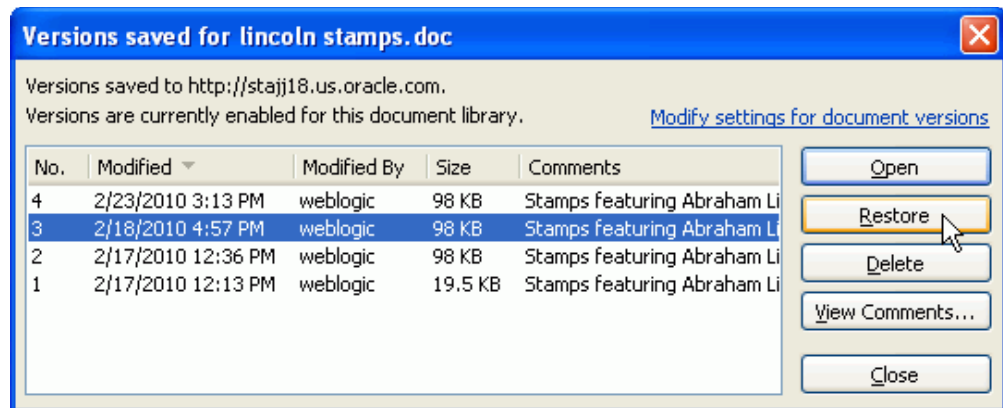 Versions saved for lincoln stamps.doc
Versions saved to http://stajj18.us.oracle.com.
Versions are currently enabled for this document library.
Modify settings for document versions
No. Modified Modified By Size Comments
4 2/23/2010 3:13 PM weblogic 98 KB Stamps featuring Abraham Li
3 2/18/2010 4:57 PM weblogic 98 KB Stamps featuring Abraham Li
2 2/17/2010 12:36 PM weblogic 98 KB Stamps featuring Abraham Li
1 2/17/2010 12:13 PM weblogic 19.5 KB Stamps featuring Abraham Li
Open
Restore
Delete
View Comments...
Close